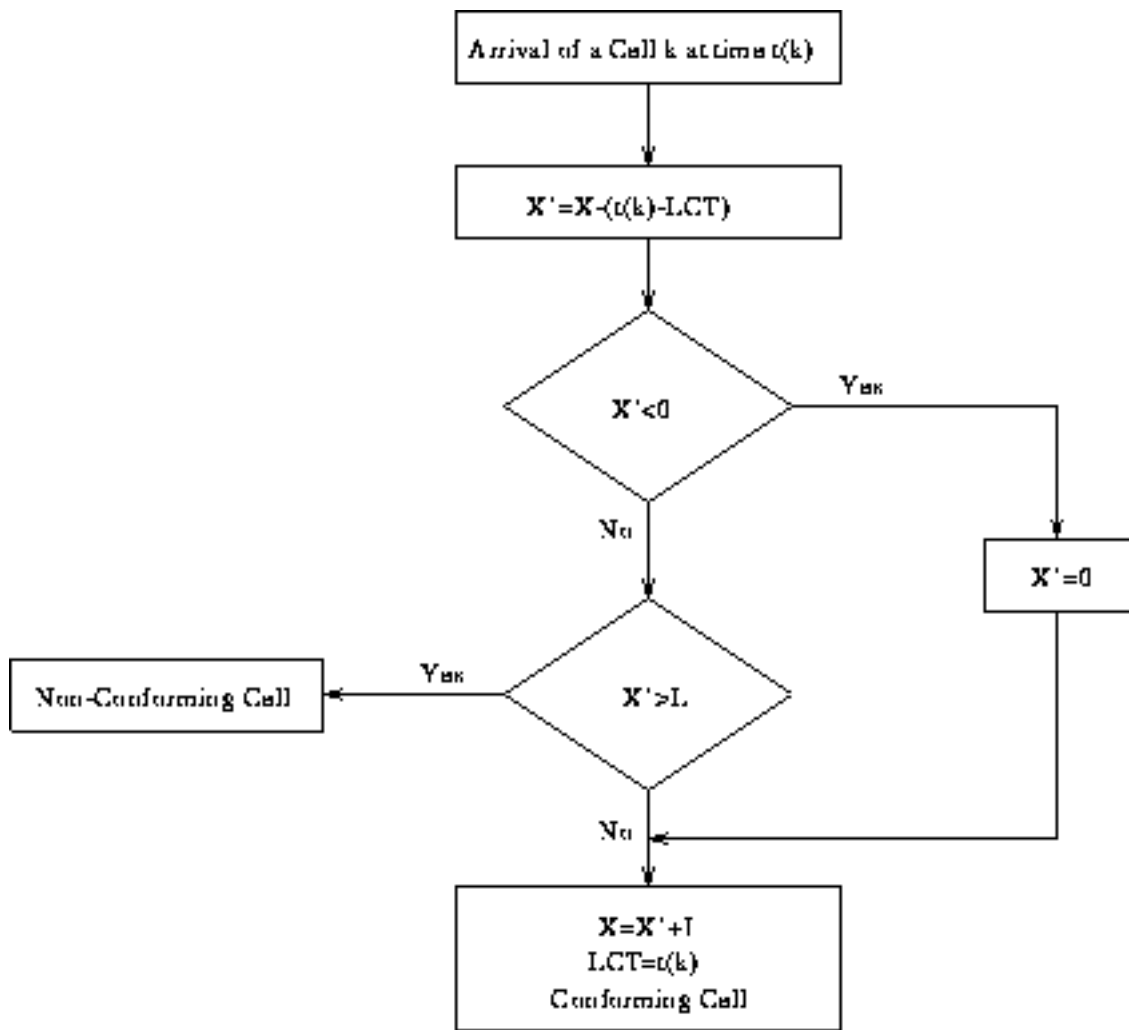 Arrival of a Cell k at time t(k)
X'=X-(t(k)-LCT)
X'<0
Yes
No
X'=0
X'>L
Yes
Non-Conforming Cell
No
X=X'+I
LCT=t(k)
Conforming Cell